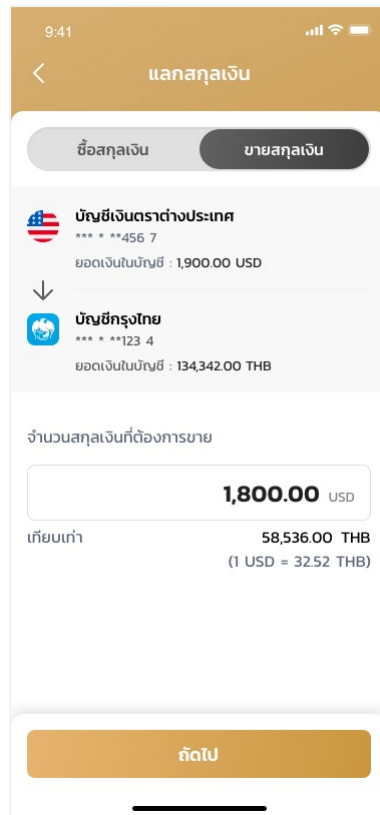 9:41
แลกสกุลเงิน
ซื้อสกุลเงิน
ขายสกุลเงิน
บัญชีเงินตราต่างประเทศ
*** * **456 7
ยอดเงินในบัญชี : 1,900.00 USD
บัญชีกรุงไทย
*** * **123 4
ยอดเงินในบัญชี : 134,342.00 THB
จำนวนสกุลเงินที่ต้องการขาย
1,800.00 USD
เทียบเท่า 58,536.00 THB
(1 USD = 32.52 THB)
ถัดไป